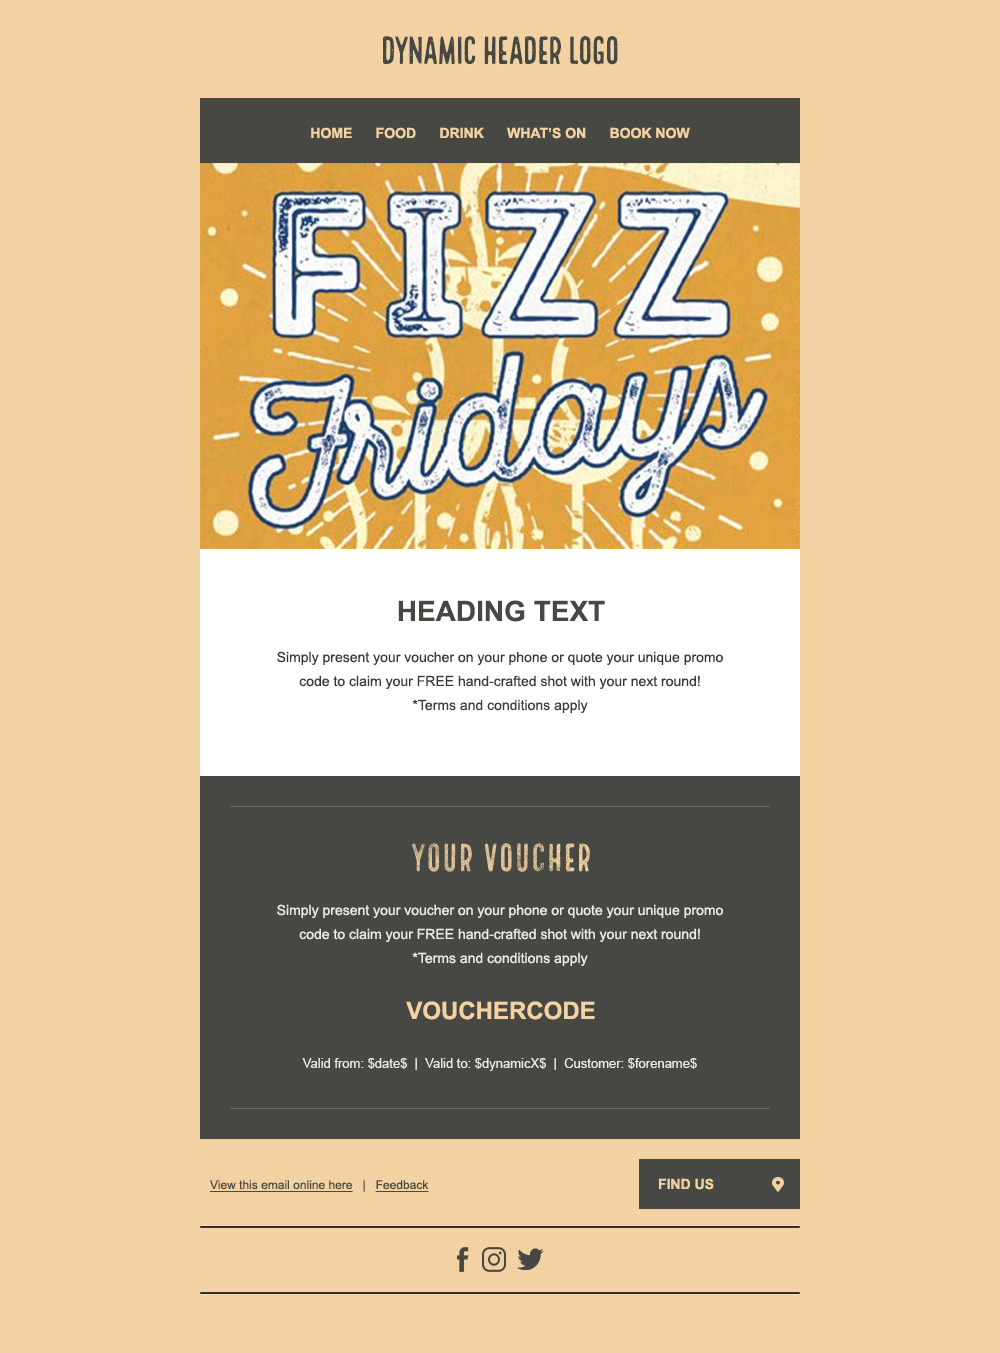 DYNAMIC HEADER LOGO
HOME FOOD DRINK WHAT'S ON BOOK NOW
FIZZ
Fridays
HEADING TEXT
Simply present your voucher on your phone or quote your unique promo
code to claim your FREE hand-crafted shot with your next round!
*Terms and conditions apply
YOUR VOUCHER
Simply present your voucher on your phone or quote your unique promo
code to claim your FREE hand-crafted shot with your next round!
*Terms and conditions apply
VOUCHERCODE
Valid from: $date$ | Valid to: $dynamicX$ | Customer: $forename$
View this email online here | Feedback
FIND US